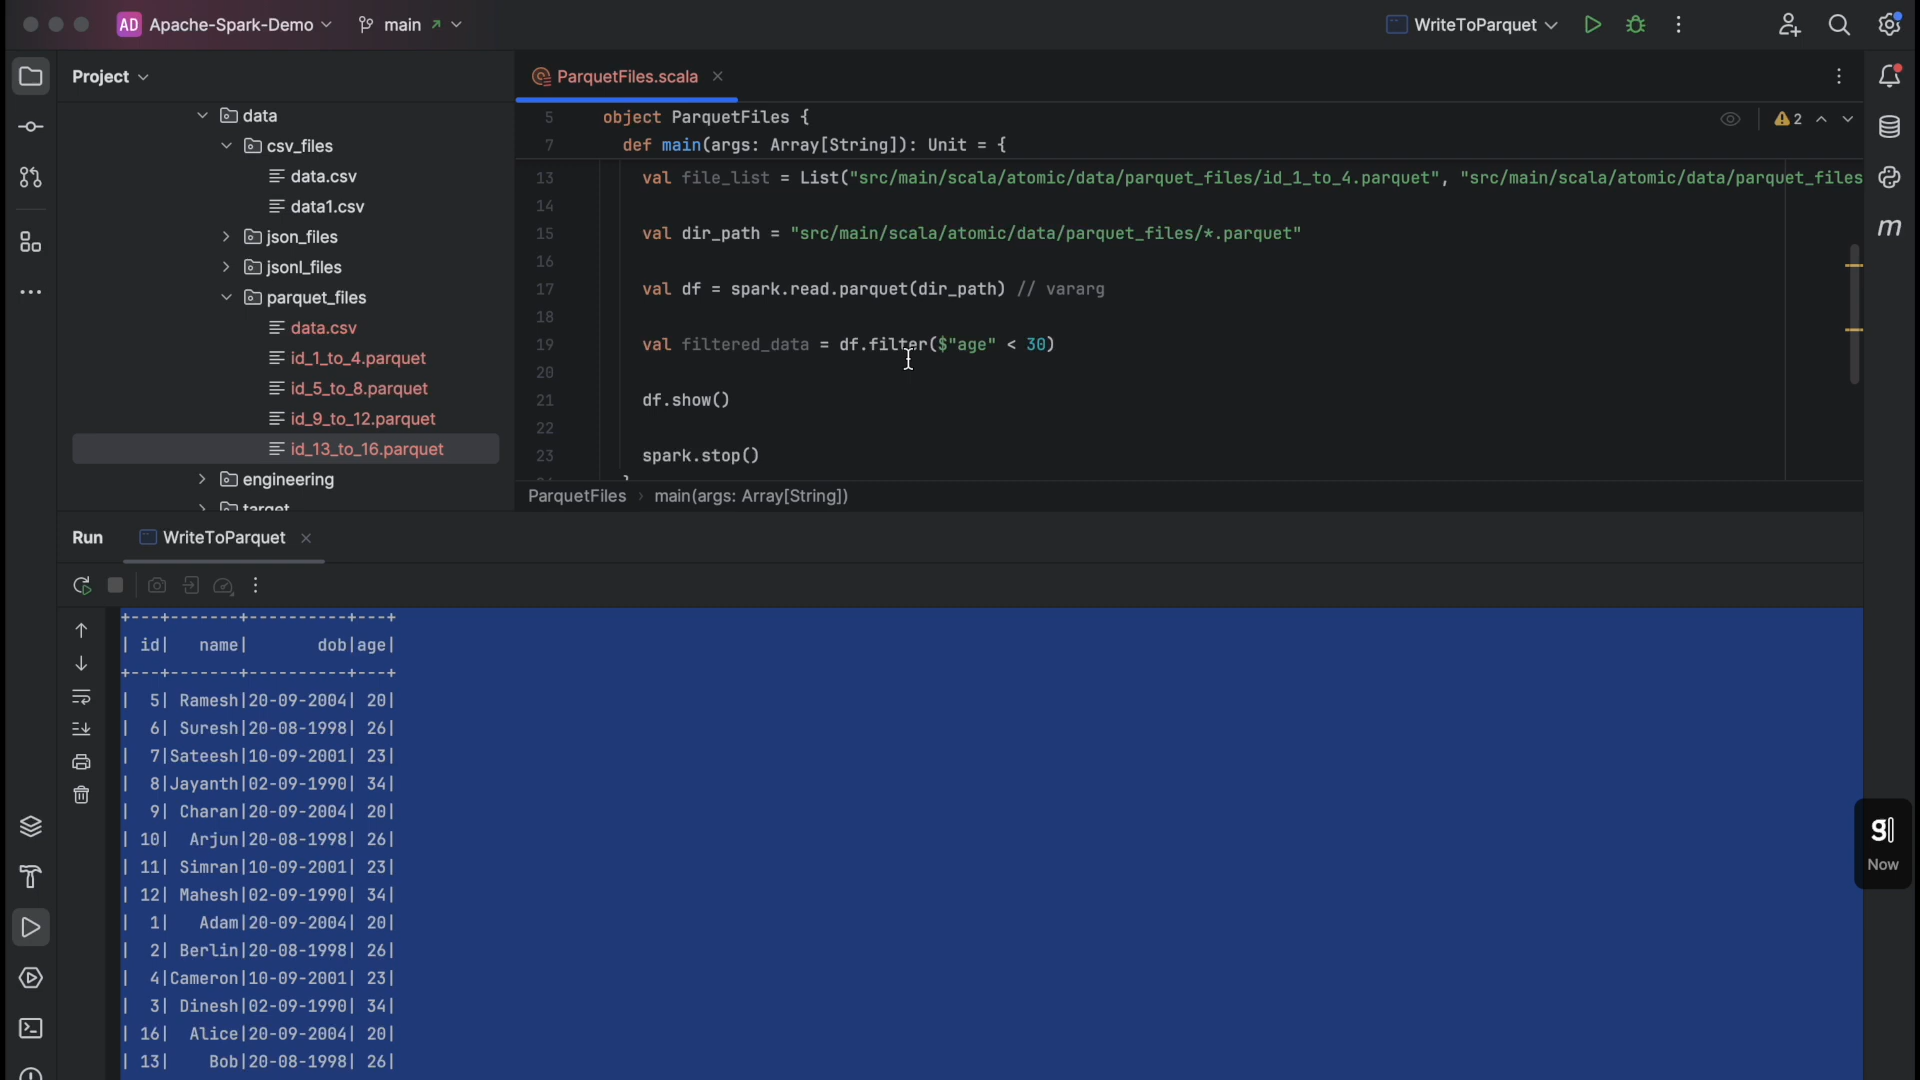 AD Apache-Spark-Demo main WriteToParquet
Project
data
csv_files
data.csv
data1.csv
json_files
jsonl_files
parquet_files
data.csv
id_1_to_4.parquet
id_5_to_8.parquet
id_9_to_12.parquet
id_13_to_16.parquet
engineering
target
ParquetFiles.scala
5 object ParquetFiles {
2
7 def main(args: Array[String]): Unit = {
13 val file_list = List("src/main/scala/atomic/data/parquet_files/id_1_to_4.parquet", "src/main/scala/atomic/data/parquet_files
14
15 val dir_path = "src/main/scala/atomic/data/parquet_files/*.parquet"
16
17 val df = spark.read.parquet(dir_path) // vararg
18
19 val filtered_data = df.filter($"age" < 30)
20
21 df.show()
22
23 spark.stop()
ParquetFiles › main(args: Array[String])
m
Run WriteToParquet
+---+-------+----------+---+
| id|   name|       dob|age|
+---+-------+----------+---+
|  5| Ramesh|20-09-2004| 20|
|  6| Suresh|20-08-1998| 26|
|  7|Sateesh|10-09-2001| 23|
|  8|Jayanth|02-09-1990| 34|
|  9| Charan|20-09-2004| 20|
| 10|  Arjun|20-08-1998| 26|
| 11| Simran|10-09-2001| 23|
| 12| Mahesh|02-09-1990| 34|
|  1|   Adam|20-09-2004| 20|
|  2| Berlin|20-08-1998| 26|
|  4|Cameron|10-09-2001| 23|
|  3| Dinesh|02-09-1990| 34|
| 16|  Alice|20-09-2004| 20|
| 13|    Bob|20-08-1998| 26|
g
Now